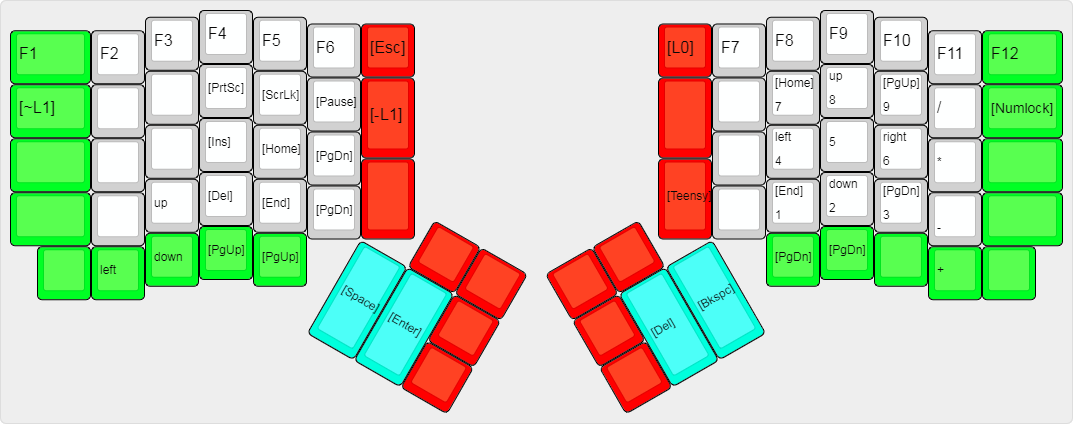 F1 F2 F3 F4 F5 F6 [Esc] [L0] F7 F8 F9 F10 F11 F12
[~L1] [PrtSc] [ScrLk] [Pause] [-L1] [Home] 7 up 8 [PgUp] 9 / [Numlock]
[Ins] [Home] [PgDn] left 4 5 right 6 *
up [Del] [End] [PgDn] [Teensy] [End] 1 down 2 [PgDn] 3 -
left down [PgUp] [PgUp] [PgDn] [PgDn] +
[Space] [Enter] [Del] [Bkspc]